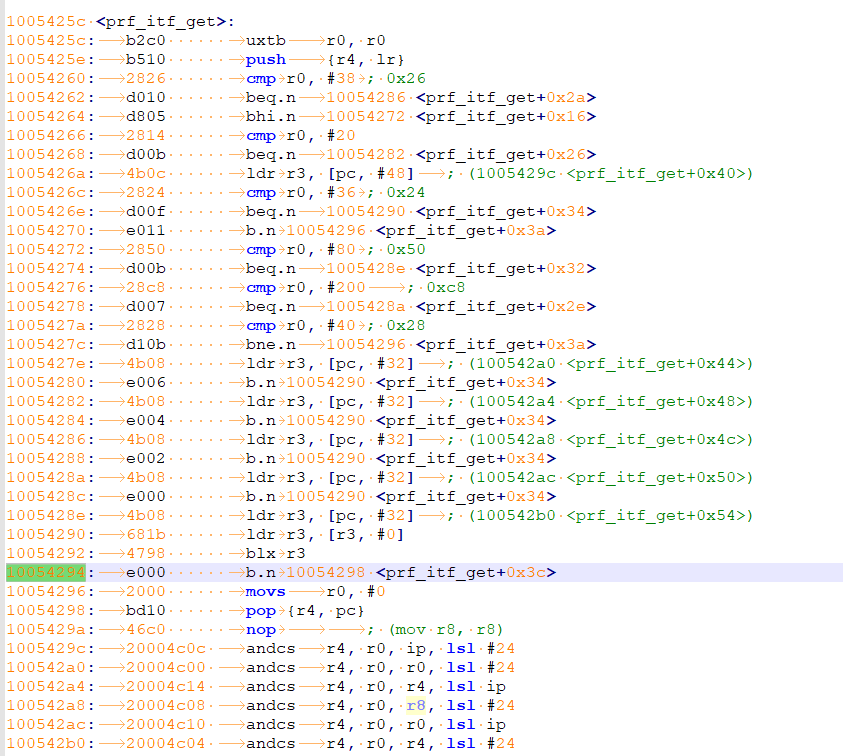 1005425c <prf_itf_get>:
1005425c: b2c0 uxtb r0, r0
1005425e: b510 push {r4, lr}
10054260: 2826 cmp r0, #38 ; 0x26
10054262: d010 beq.n 10054286 <prf_itf_get+0x2a>
10054264: d805 bhi.n 10054272 <prf_itf_get+0x16>
10054266: 2814 cmp r0, #20
10054268: d00b beq.n 10054282 <prf_itf_get+0x26>
1005426a: 4b0c ldr r3, [pc, #48] ; (1005429c <prf_itf_get+0x40>)
1005426c: 2824 cmp r0, #36 ; 0x24
1005426e: d00f beq.n 10054290 <prf_itf_get+0x34>
10054270: e011 b.n 10054296 <prf_itf_get+0x3a>
10054272: 2850 cmp r0, #80 ; 0x50
10054274: d00b beq.n 1005428e <prf_itf_get+0x32>
10054276: 28c8 cmp r0, #200 ; 0xc8
10054278: d007 beq.n 1005428a <prf_itf_get+0x2e>
1005427a: 2828 cmp r0, #40 ; 0x28
1005427c: d10b bne.n 10054296 <prf_itf_get+0x3a>
1005427e: 4b08 ldr r3, [pc, #32] ; (100542a0 <prf_itf_get+0x44>)
10054280: e006 b.n 10054290 <prf_itf_get+0x34>
10054282: 4b08 ldr r3, [pc, #32] ; (100542a4 <prf_itf_get+0x48>)
10054284: e004 b.n 10054290 <prf_itf_get+0x34>
10054286: 4b08 ldr r3, [pc, #32] ; (100542a8 <prf_itf_get+0x4c>)
10054288: e002 b.n 10054290 <prf_itf_get+0x34>
1005428a: 4b08 ldr r3, [pc, #32] ; (100542ac <prf_itf_get+0x50>)
1005428c: e000 b.n 10054290 <prf_itf_get+0x34>
1005428e: 4b08 ldr r3, [pc, #32] ; (100542b0 <prf_itf_get+0x54>)
10054290: 681b ldr r3, [r3, #0]
10054292: 4798 blx r3
10054294: e000 b.n 10054298 <prf_itf_get+0x3c>
10054296: 2000 movs r0, #0
10054298: bd10 pop {r4, pc}
1005429a: 46c0 nop ; (mov r8, r8)
1005429c: 20004c0c andcs r4, r0, ip, lsl #24
100542a0: 20004c00 andcs r4, r0, r0, lsl #24
100542a4: 20004c14 andcs r4, r0, r4, lsl ip
100542a8: 20004c08 andcs r4, r0, r8, lsl #24
100542ac: 20004c10 andcs r4, r0, r0, lsl ip
100542b0: 20004c04 andcs r4, r0, r4, lsl #24